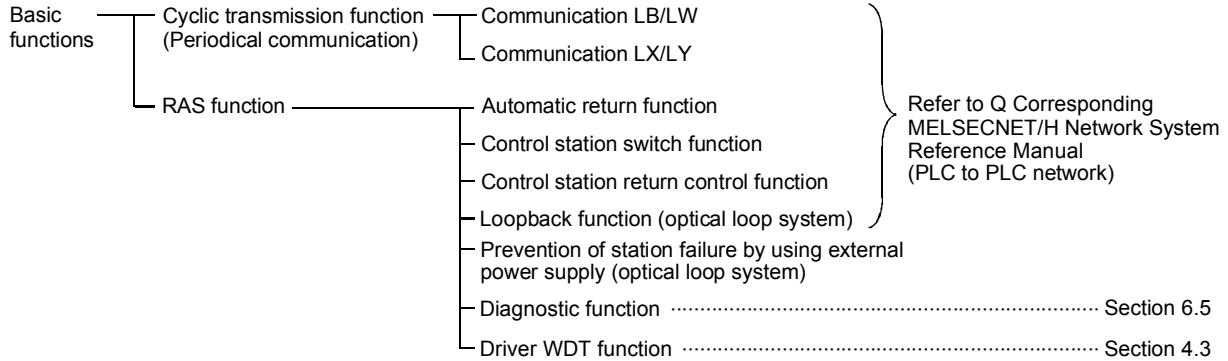 Basic
functions
Cyclic transmission function
(Periodical communication)
Communication LB/LW
Communication LX/LY
RAS function
Automatic return function
Control station switch function
Control station return control function
Loopback function (optical loop system)
Refer to Q Corresponding
MELSECNET/H Network System
Reference Manual
(PLC to PLC network)
Prevention of station failure by using external
power supply (optical loop system)
Diagnostic function ................................................ Section 6.5
Driver WDT function ................................................ Section 4.3